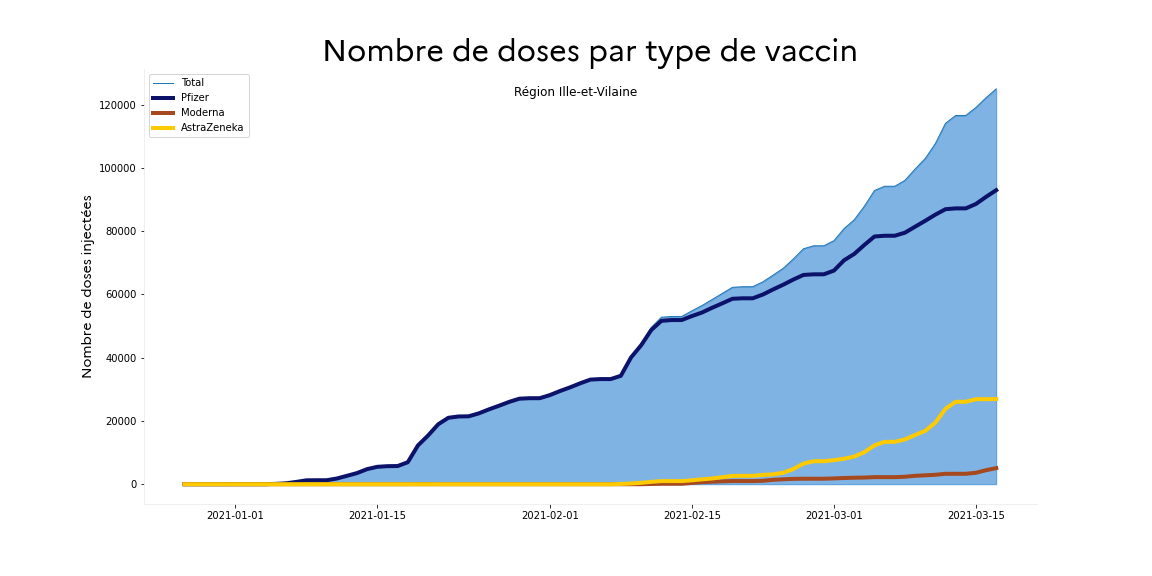 Nombre de doses par type de vaccin
Région Ille-et-Vilaine
Total
Pfizer
Moderna
AstraZeneka
Nombre de doses injectées
120000
100000
80000
60000
40000
20000
0
2021-01-01
2021-01-15
2021-02-01
2021-02-15
2021-03-01
2021-03-15